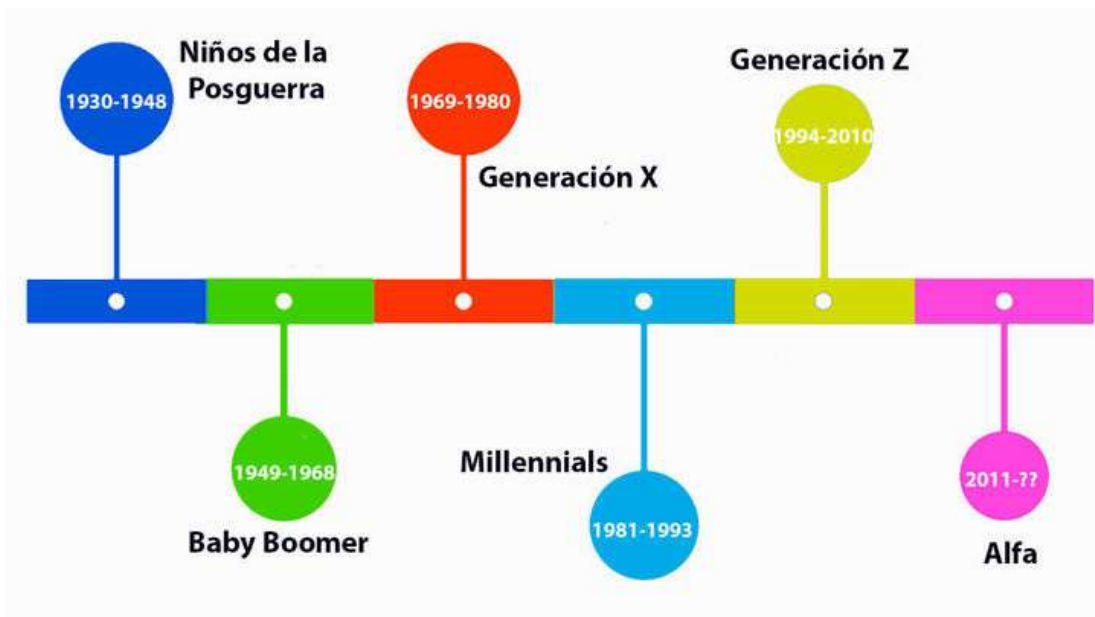 Niños de la
Posguerra
1930-1948
1949-1968
Baby Boomer
1969-1980
Generación X
Millennials
1981-1993
Generación Z
1994-2010
2011-??
Alfa